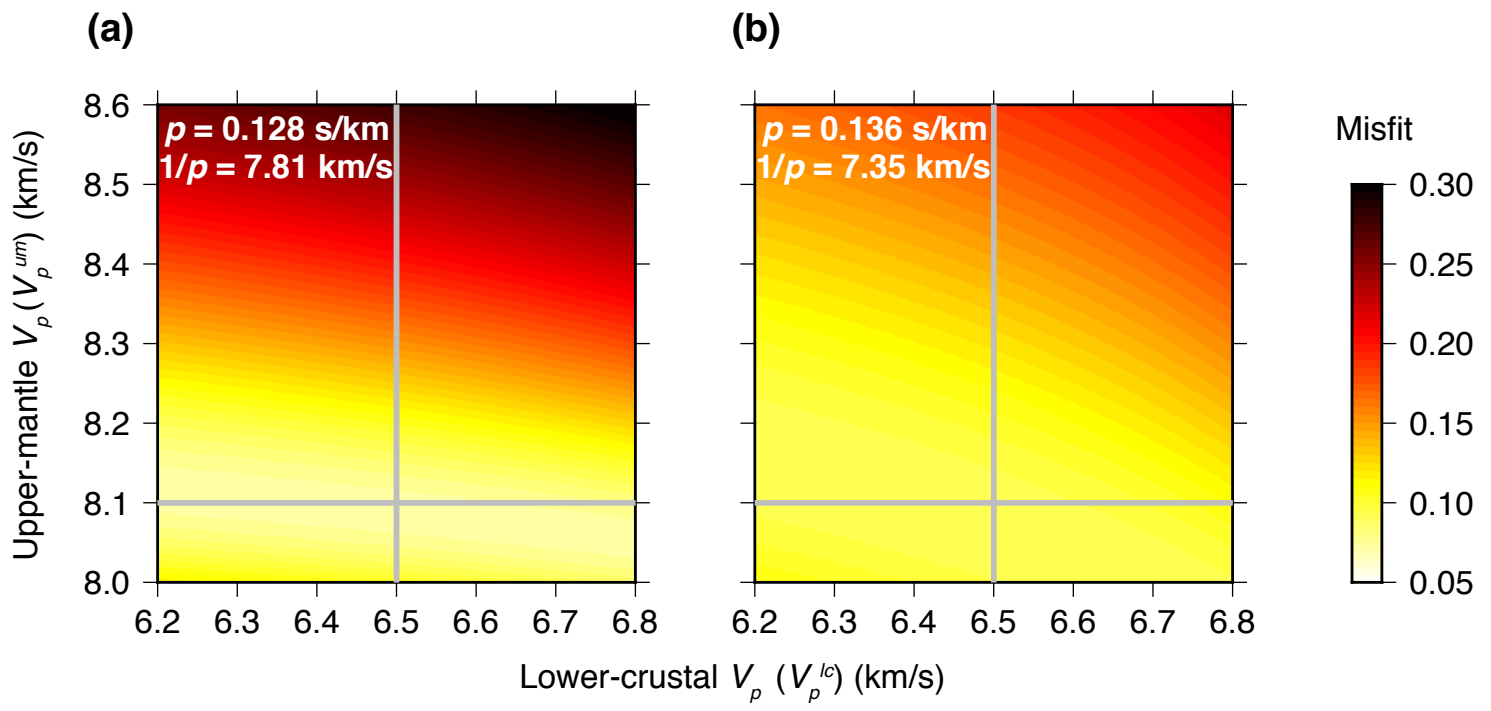 (a)
(b)
p = 0.128 s/km
1/p = 7.81 km/s
p = 0.136 s/km
1/p = 7.35 km/s
Misfit
0.30
0.25
0.20
0.15
0.10
0.05
8.6
8.5
8.4
8.3
8.2
8.1
8.0
Upper-mantle Vp (Vp^um) (km/s)
6.2 6.3 6.4 6.5 6.6 6.7 6.8
6.2 6.3 6.4 6.5 6.6 6.7 6.8
Lower-crustal Vp (Vp^lc) (km/s)